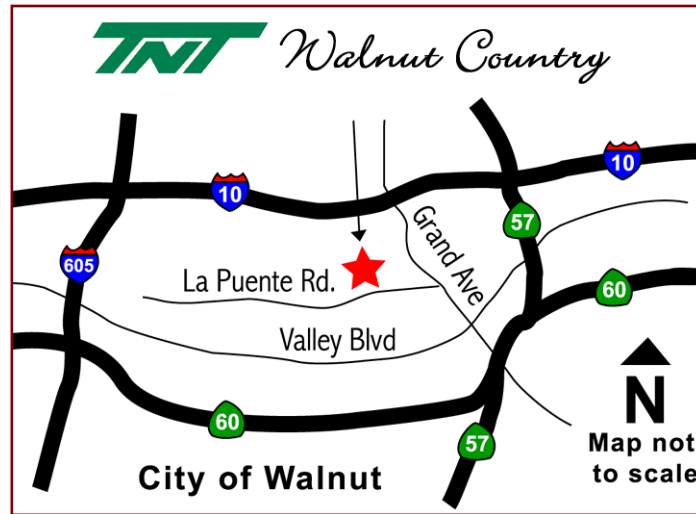 TNT Walnut Country
10
10
Grand Ave
57
605
La Puente Rd.
60
Valley Blvd
N
60
57
Map not
to scale
City of Walnut